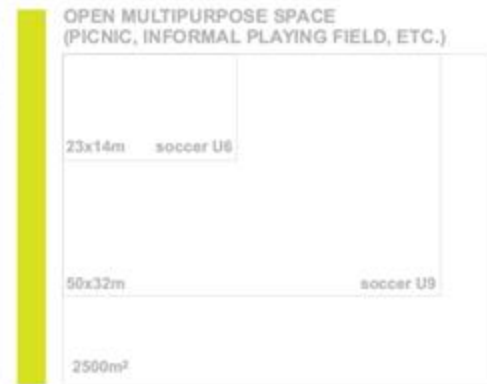 OPEN MULTIPURPOSE SPACE
(PICNIC, INFORMAL PLAYING FIELD, ETC.)
23x14m soccer U6
50x32m soccer U9
2500m²